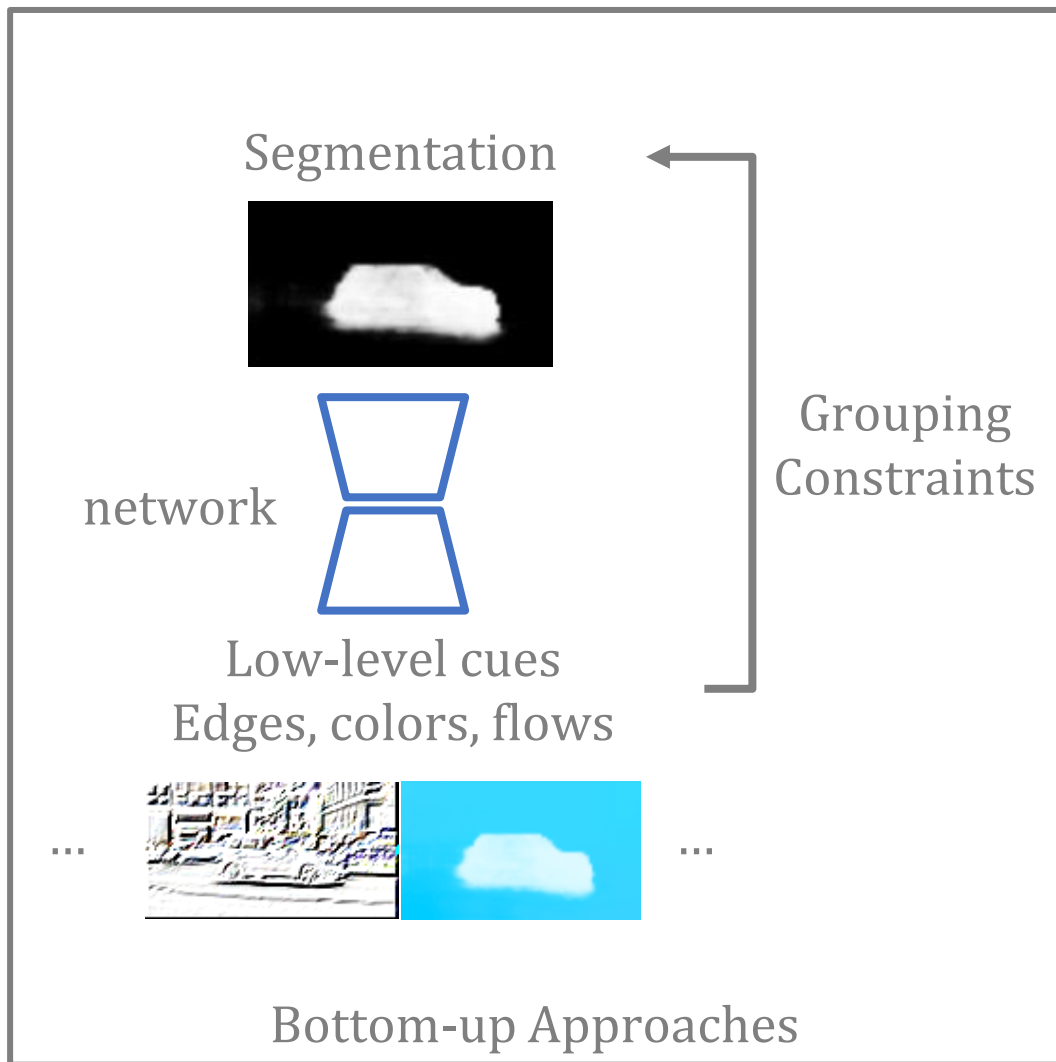 Segmentation
Grouping
Constraints
network
Low-level cues
Edges, colors, flows
... ...
Bottom-up Approaches